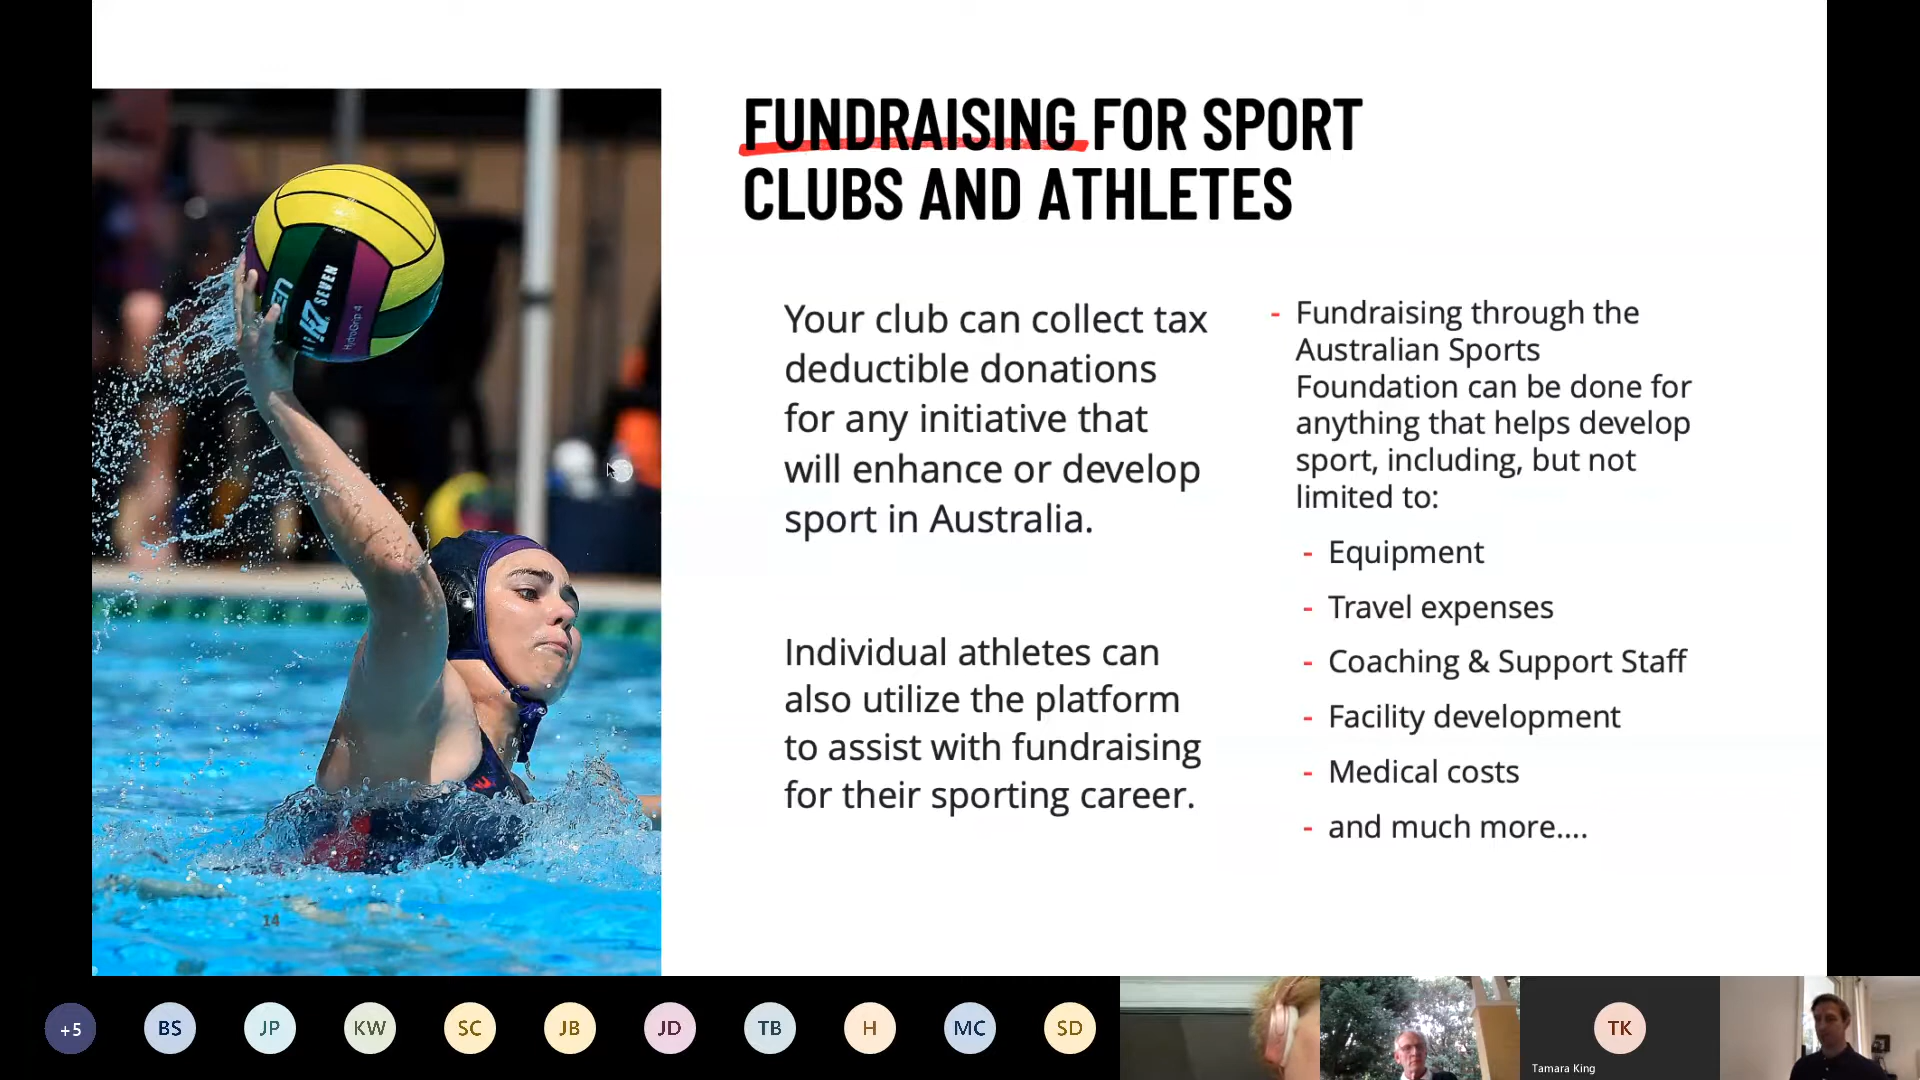 FUNDRAISING FOR SPORT
CLUBS AND ATHLETES
Your club can collect tax
deductible donations
for any initiative that
will enhance or develop
sport in Australia.
Individual athletes can
also utilize the platform
to assist with fundraising
for their sporting career.
- Fundraising through the
Australian Sports
Foundation can be done for
anything that helps develop
sport, including, but not
limited to:
- Equipment
- Travel expenses
- Coaching & Support Staff
- Facility development
- Medical costs
- and much more....
SEVEN
HydroGrip 4
14
+5
BS
JP
KW
SC
JB
JD
TB
H
MC
SD
TK
Tamara King